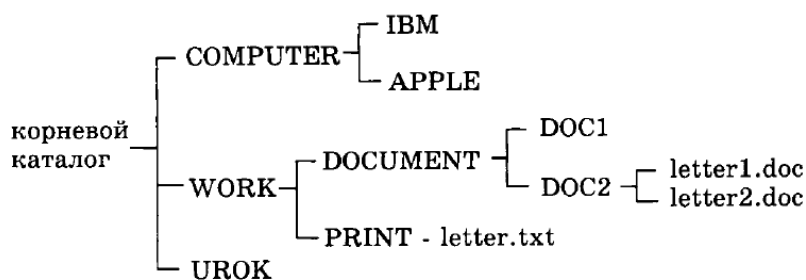 IBM
COMPUTER
APPLE
корневой
каталог
DOC1
DOCUMENT
letter1.doc
DOC2
letter2.doc
WORK
PRINT - letter.txt
UROK